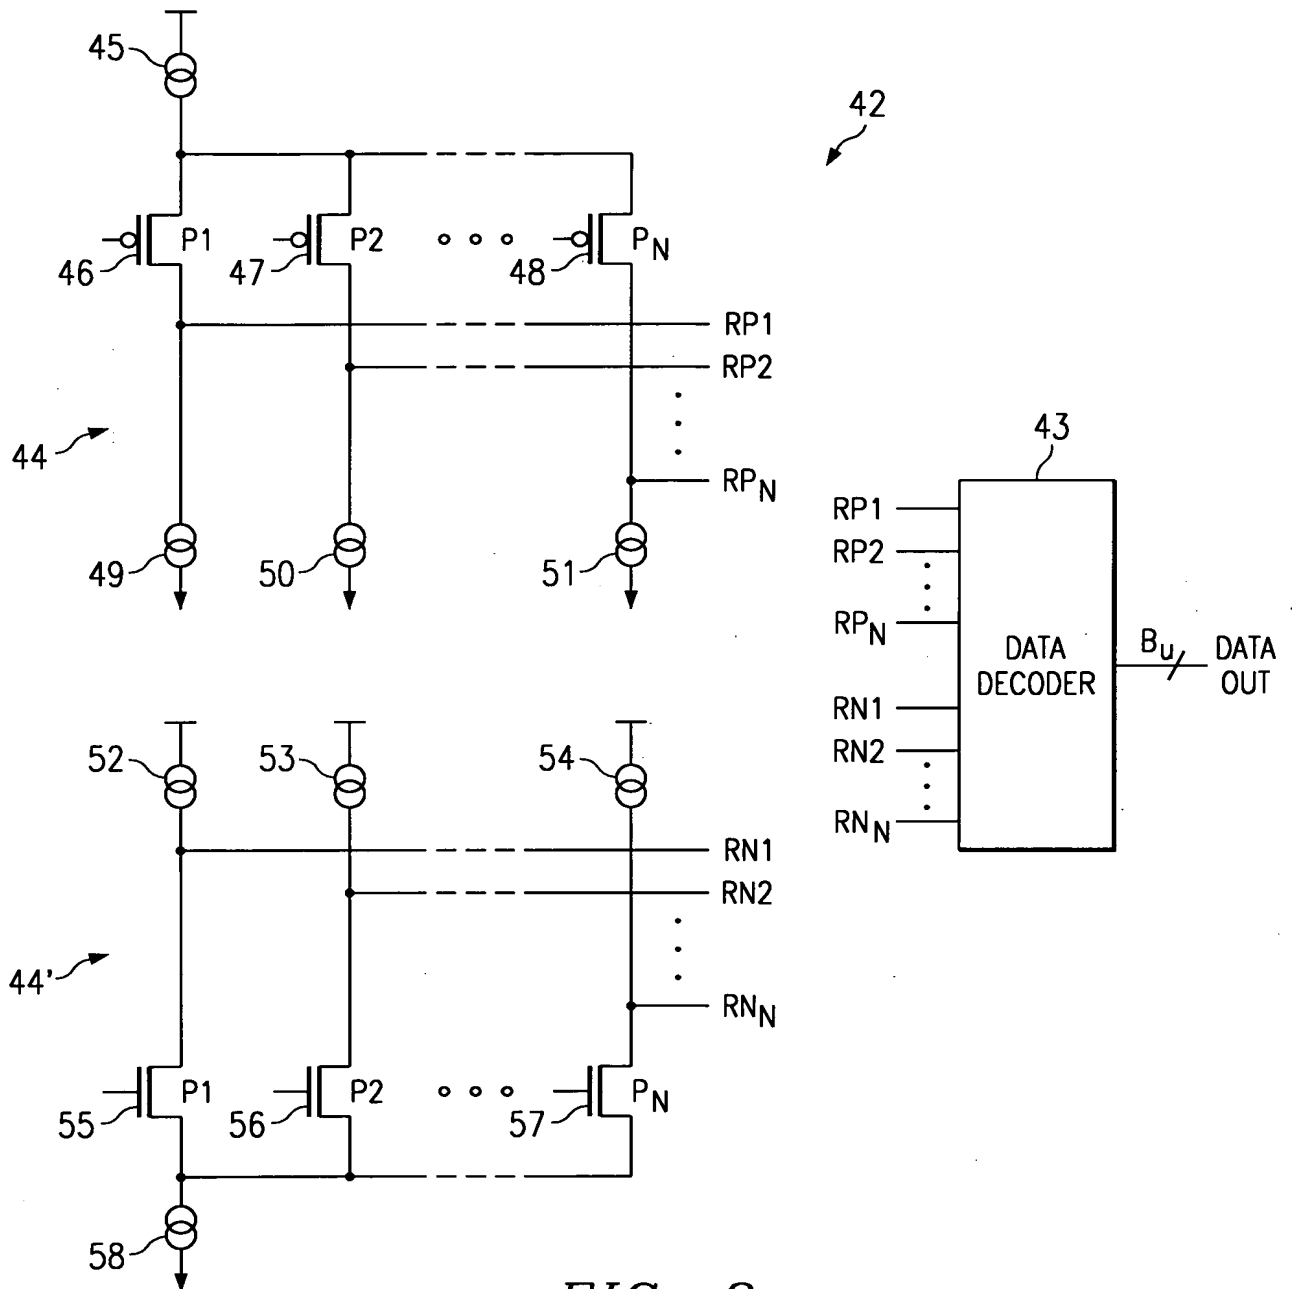 45
42
P1
P2
PN
46
47
48
RP1
RP2
RPN
44
49
50
51
43
RP1
RP2
RPN
RN1
RN2
RNN
DATA
DECODER
Bu
DATA
OUT
52
53
54
RN1
RN2
RNN
44'
P1
P2
PN
55
56
57
58